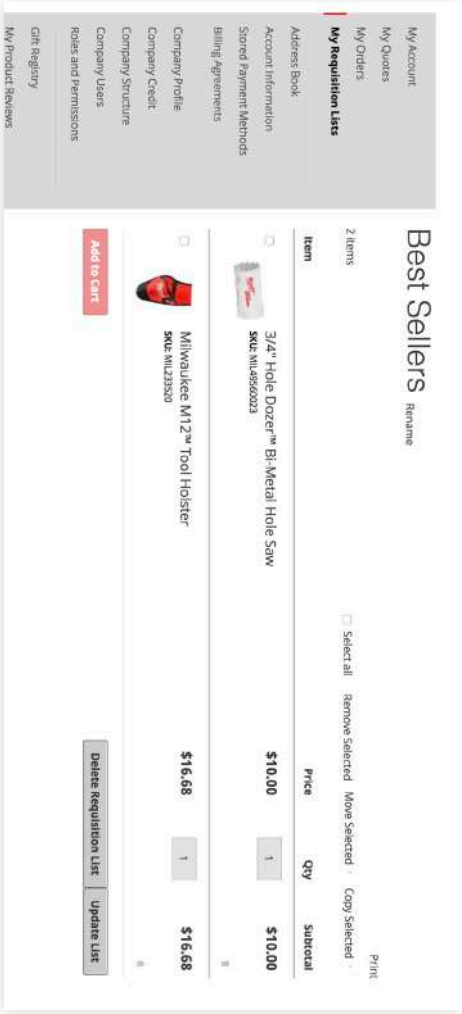 My Account
My Quotes
My Orders
My Requisition Lists
Address Book
Account Information
Stored Payment Methods
Billing Agreements
Company Profile
Company Credit
Company Structure
Company Users
Roles and Permissions
Gift Registry
My Product Reviews
Best Sellers Rename
Print
2 items Select all Remove Selected Move Selected Copy Selected
Item Price Qty Subtotal
3/4" Hole Dozer™ Bi-Metal Hole Saw $10.00 1 $10.00
SKU: MIL49560023
Milwaukee M12™ Tool Holster $16.68 1 $16.68
SKU: MIL233520
Add to Cart Delete Requisition List Update List